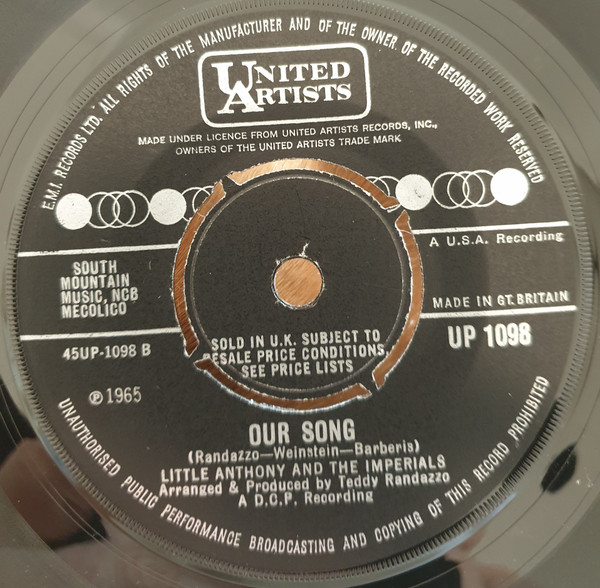 E.M.I. RECORDS LTD. ALL RIGHTS OF THE MANUFACTURER AND OF THE OWNER OF THE RECORDED WORK RESERVED
UNITED
ARTISTS
MADE UNDER LICENCE FROM UNITED ARTISTS RECORDS, INC.,
OWNERS OF THE UNITED ARTISTS TRADE MARK
A U.S.A. Recording
SOUTH
MOUNTAIN
MUSIC, NCB
MECOLICO
MADE IN GT. BRITAIN
45UP-1098 B
UP 1098
SOLD IN U.K. SUBJECT TO
RESALE PRICE CONDITIONS,
SEE PRICE LISTS
℗ 1965
OUR SONG
(Randazzo—Weinstein—Barberis)
LITTLE ANTHONY AND THE IMPERIALS
Arranged & Produced by Teddy Randazzo
A D.C.P. Recording
UNAUTHORISED PUBLIC PERFORMANCE BROADCASTING AND COPYING OF THIS RECORD PROHIBITED